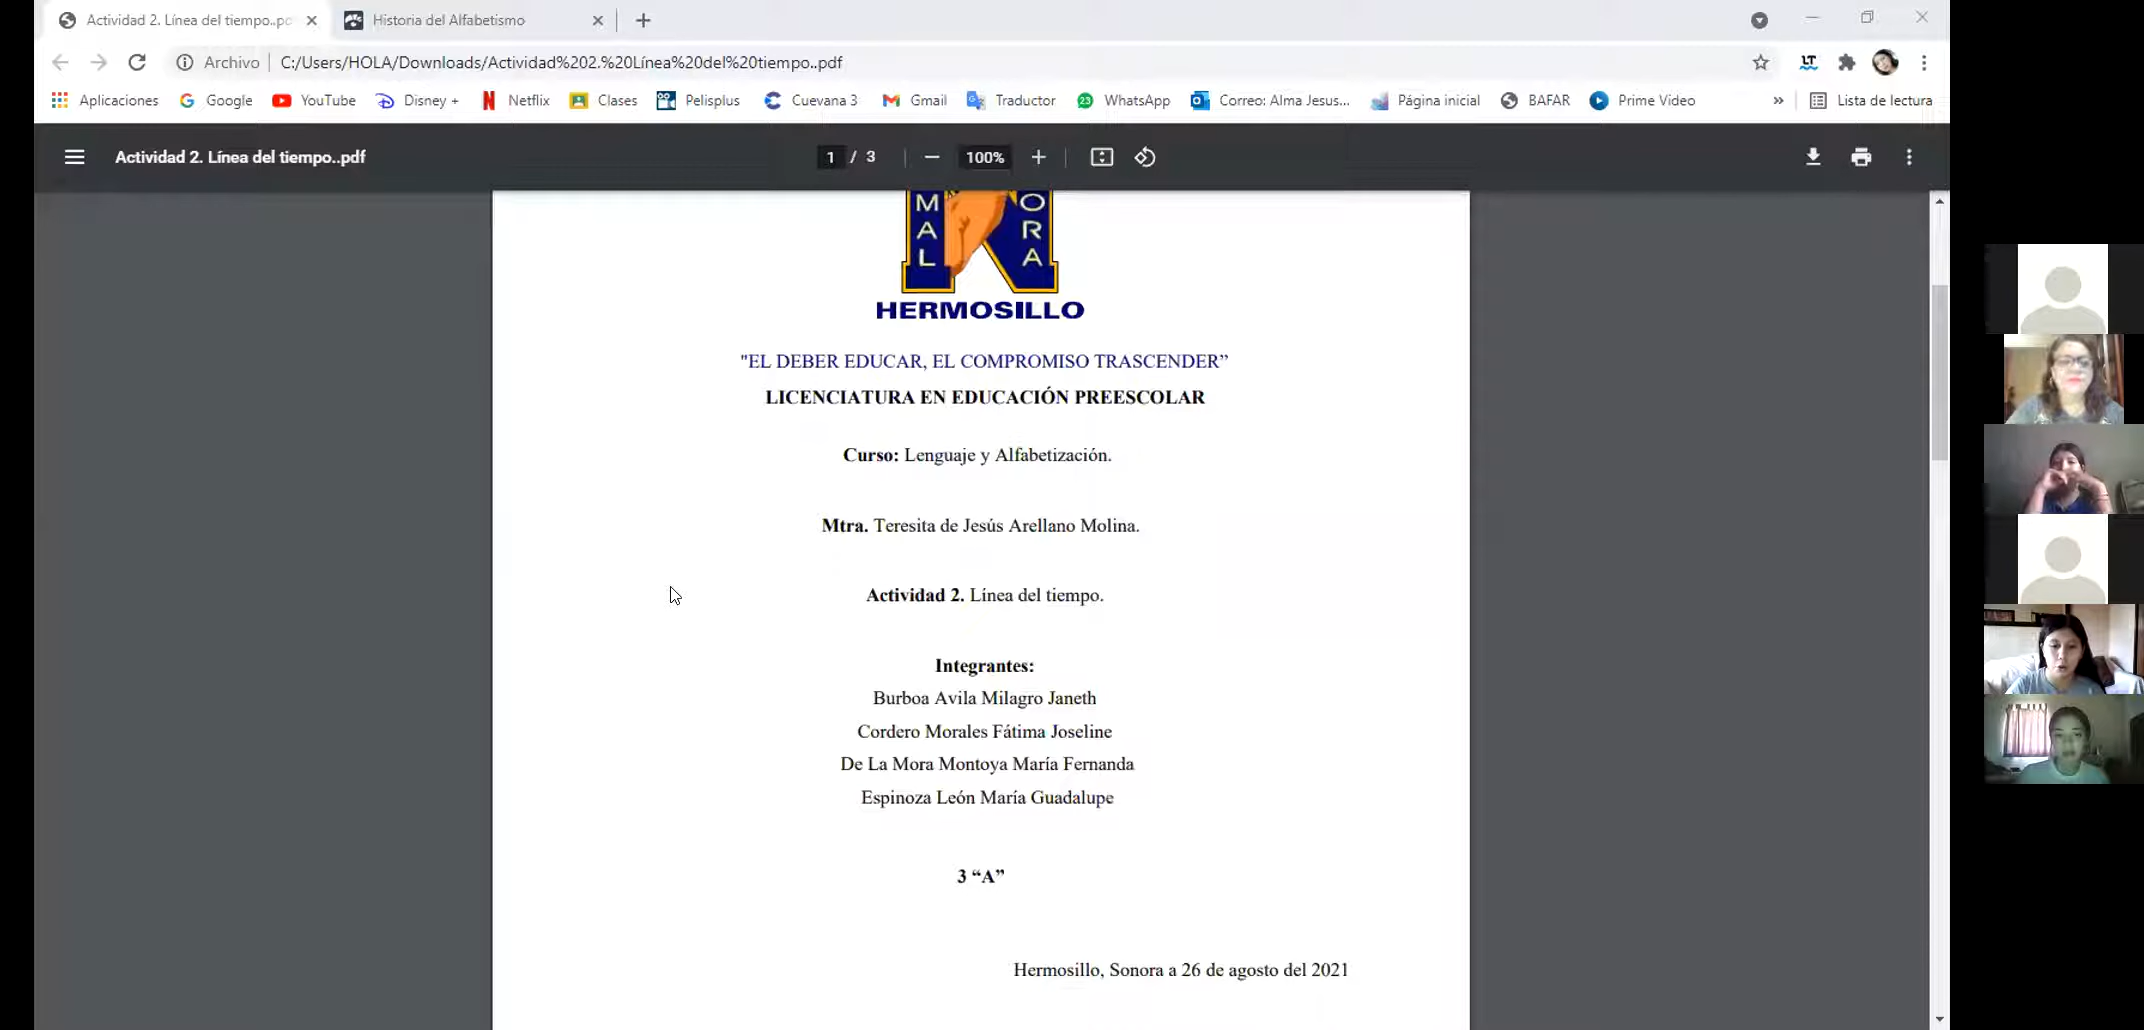 Actividad 2. Línea del tiempo..po
Historia del Alfabetismo
Archivo
C:/Users/HOLA/Downloads/Actividad%202.%20Línea%20del%20tiempo..pdf
LT
Aplicaciones Google YouTube Disney + Netflix Clases Pelisplus Cuevana 3 Gmail Traductor 23 WhatsApp Correo: Alma Jesus... Página inicial BAFAR Prime Video » Lista de lectura
Actividad 2. Línea del tiempo..pdf
1 / 3
100%
MAL
ORA
HERMOSILLO
"EL DEBER EDUCAR, EL COMPROMISO TRASCENDER”
LICENCIATURA EN EDUCACIÓN PREESCOLAR
Curso: Lenguaje y Alfabetización.
Mtra. Teresita de Jesús Arellano Molina.
Actividad 2. Línea del tiempo.
Integrantes:
Burboa Avila Milagro Janeth
Cordero Morales Fátima Joseline
De La Mora Montoya María Fernanda
Espinoza León María Guadalupe
3 “A”
Hermosillo, Sonora a 26 de agosto del 2021